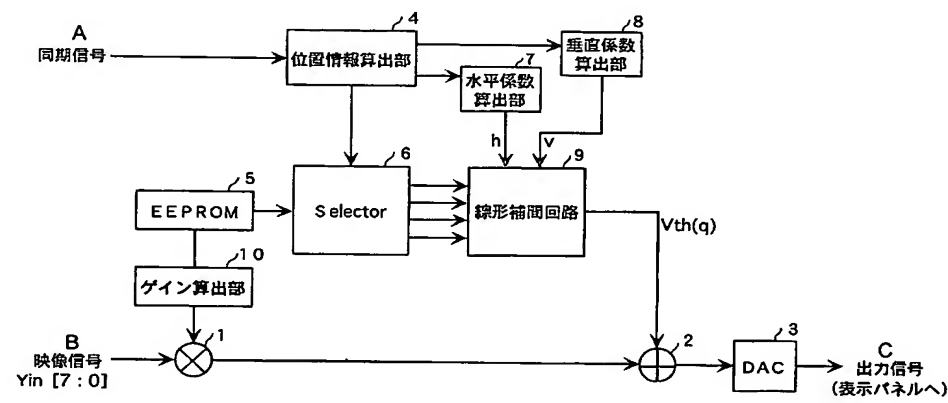 A
同期信号
4
位置情報算出部
8
垂直係数
算出部
7
水平係数
算出部
h
v
5
EEPROM
6
Selector
9
線形補間回路
Vth(q)
10
ゲイン算出部
B
映像信号
Yin [7:0]
1
2
3
DAC
C
出力信号
(表示パネルへ)